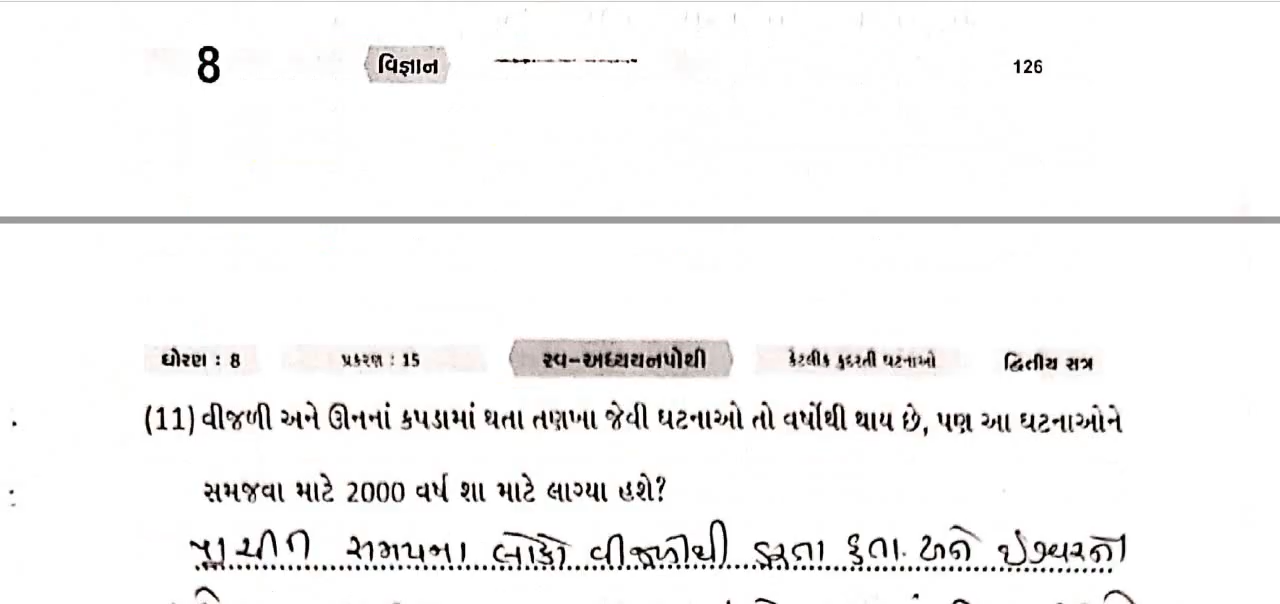 8 વિજ્ઞાન 126
ધોરણ : 8 પ્રકરણ : 15 સ્વ-અધ્યયનપોથી કેટલીક કુદરતી ઘટનાઓ દ્વિતીય સત્ર
(11) વીજળી અને ઊનનાં કપડામાં થતા તણખા જેવી ઘટનાઓ તો વર્ષોથી થાય છે, પણ આ ઘટનાઓને
સમજવા માટે 2000 વર્ષ શા માટે લાગ્યા હશે?
પ્રાચીન સમયના લોકો વીજળીથી ડરતા હતા. અને ઈશ્વરનો